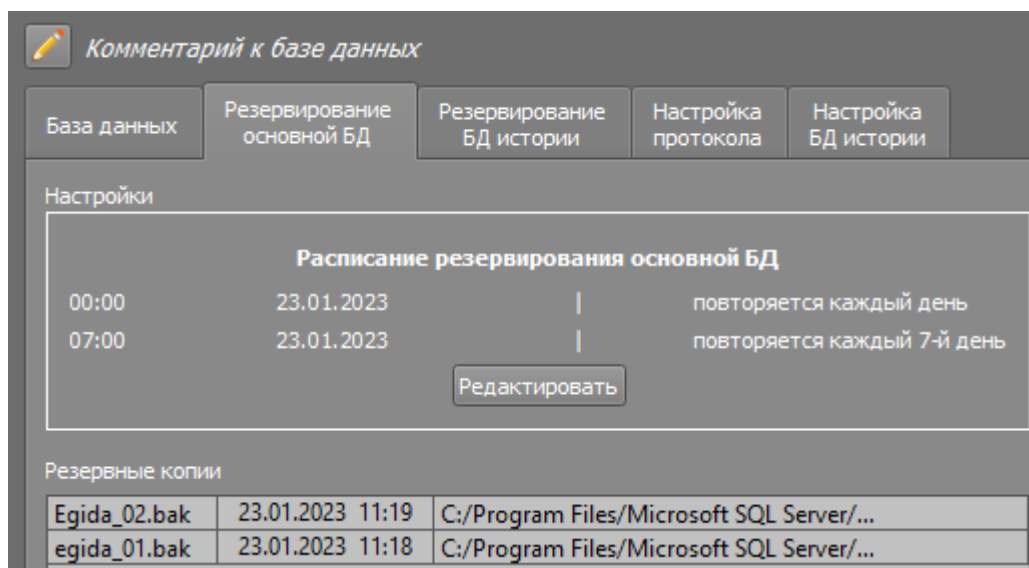 Комментарий к базе данных
База данных
Резервирование
основной БД
Резервирование
БД истории
Настройка
протокола
Настройка
БД истории
Настройки
Расписание резервирования основной БД
00:00 23.01.2023 | повторяется каждый день
07:00 23.01.2023 | повторяется каждый 7-й день
Редактировать
Резервные копии
Egida_02.bak 23.01.2023 11:19 C:/Program Files/Microsoft SQL Server/...
egida_01.bak 23.01.2023 11:18 C:/Program Files/Microsoft SQL Server/...